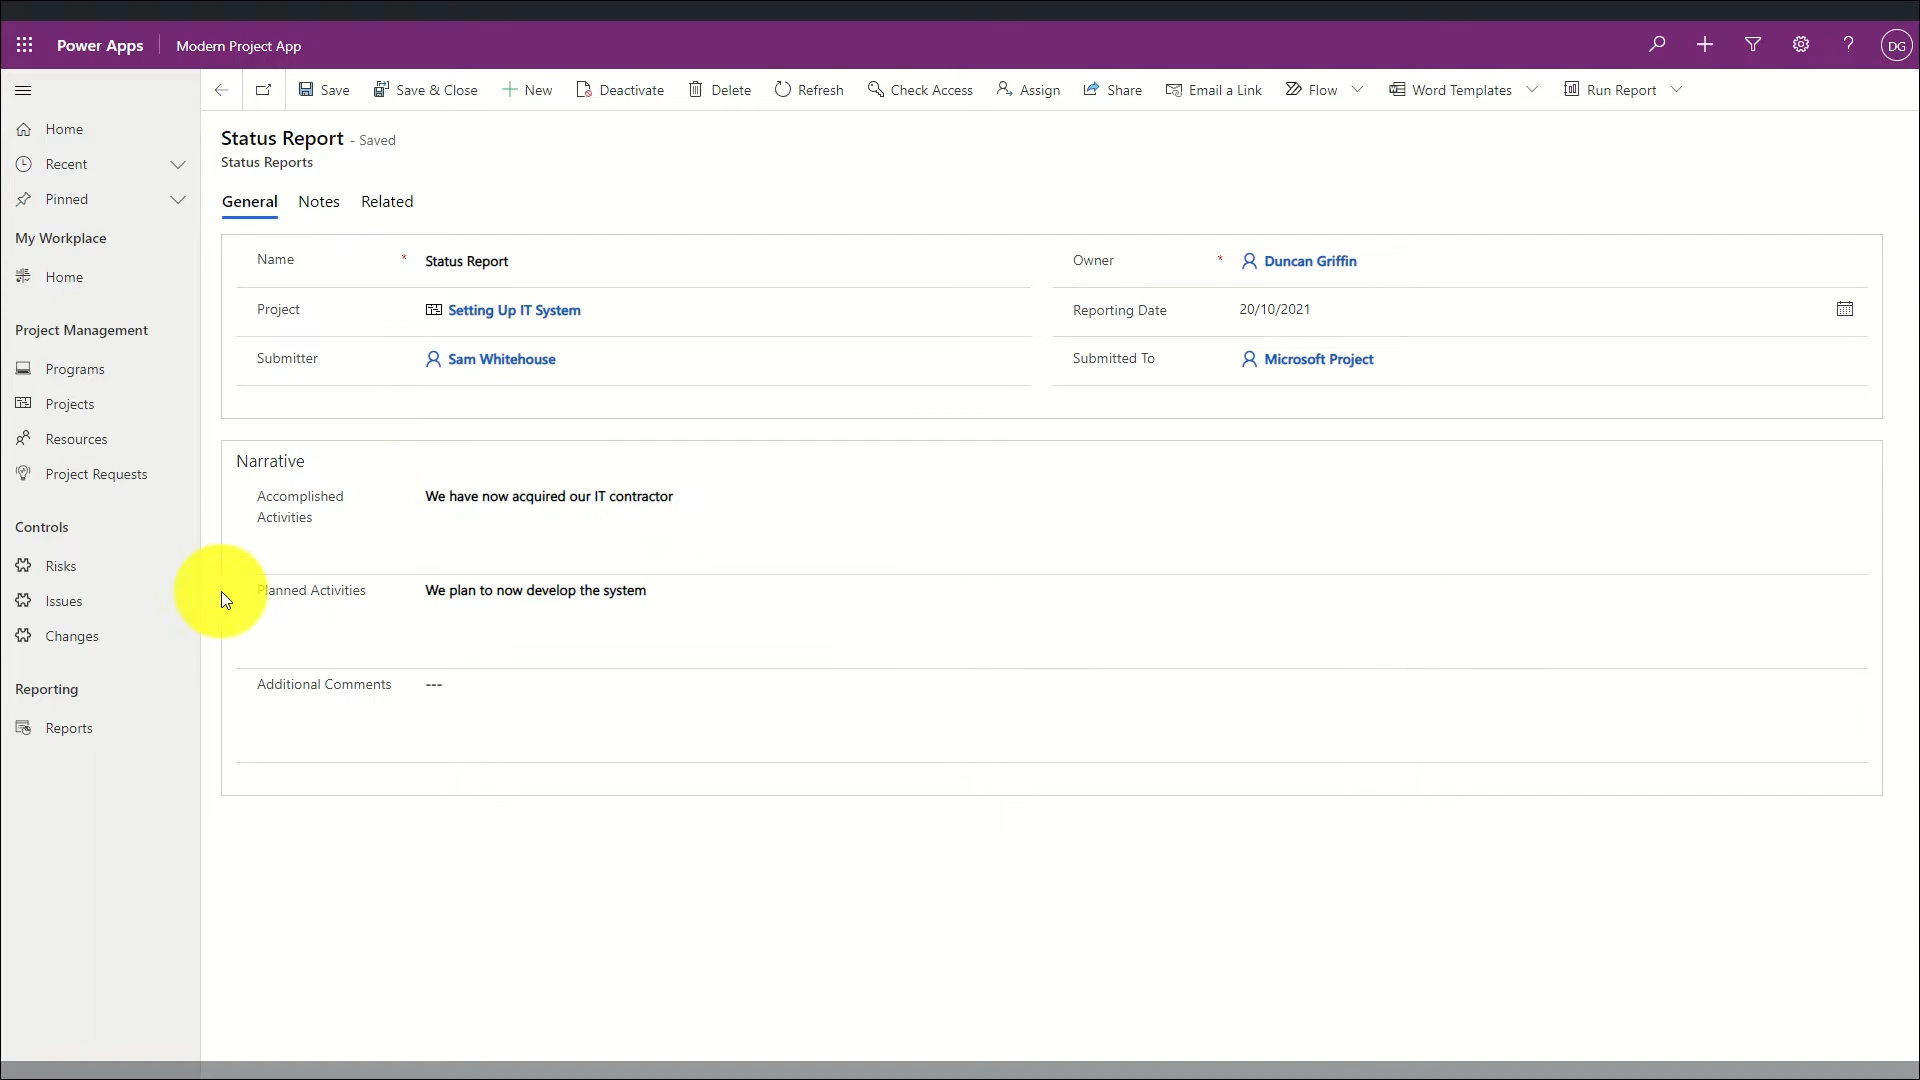 Power Apps
Modern Project App
DG
Save
Save & Close
New
Deactivate
Delete
Refresh
Check Access
Assign
Share
Email a Link
Flow
Word Templates
Run Report
Home
Recent
Pinned
My Workplace
Home
Project Management
Programs
Projects
Resources
Project Requests
Controls
Risks
Issues
Changes
Reporting
Reports
Status Report - Saved
Status Reports
General Notes Related
Name * Status Report
Owner * Duncan Griffin
Project Setting Up IT System
Reporting Date 20/10/2021
Submitter Sam Whitehouse
Submitted To Microsoft Project
Narrative
Accomplished
Activities
We have now acquired our IT contractor
Planned Activities We plan to now develop the system
Additional Comments ---